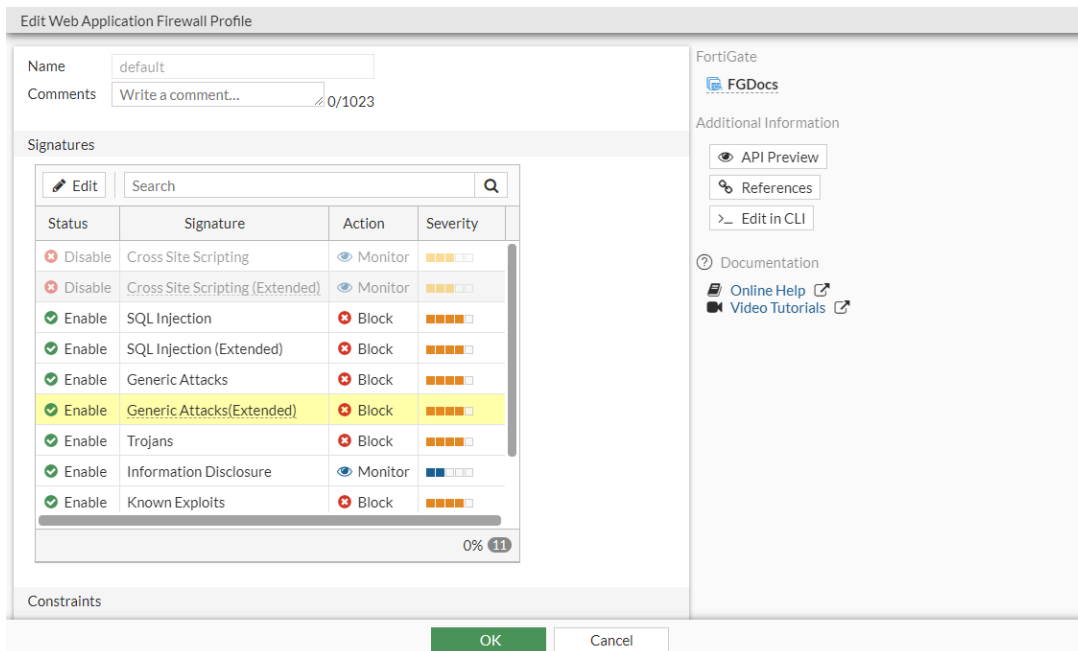 Edit Web Application Firewall Profile
Name default
Comments Write a comment... 0/1023
Signatures
Edit Search
Status Signature Action Severity
Disable Cross Site Scripting Monitor
Disable Cross Site Scripting (Extended) Monitor
Enable SQL Injection Block
Enable SQL Injection (Extended) Block
Enable Generic Attacks Block
Enable Generic Attacks(Extended) Block
Enable Trojans Block
Enable Information Disclosure Monitor
Enable Known Exploits Block
0% 11
Constraints
OK Cancel
FortiGate
FGDocs
Additional Information
API Preview
References
>_ Edit in CLI
Documentation
Online Help
Video Tutorials